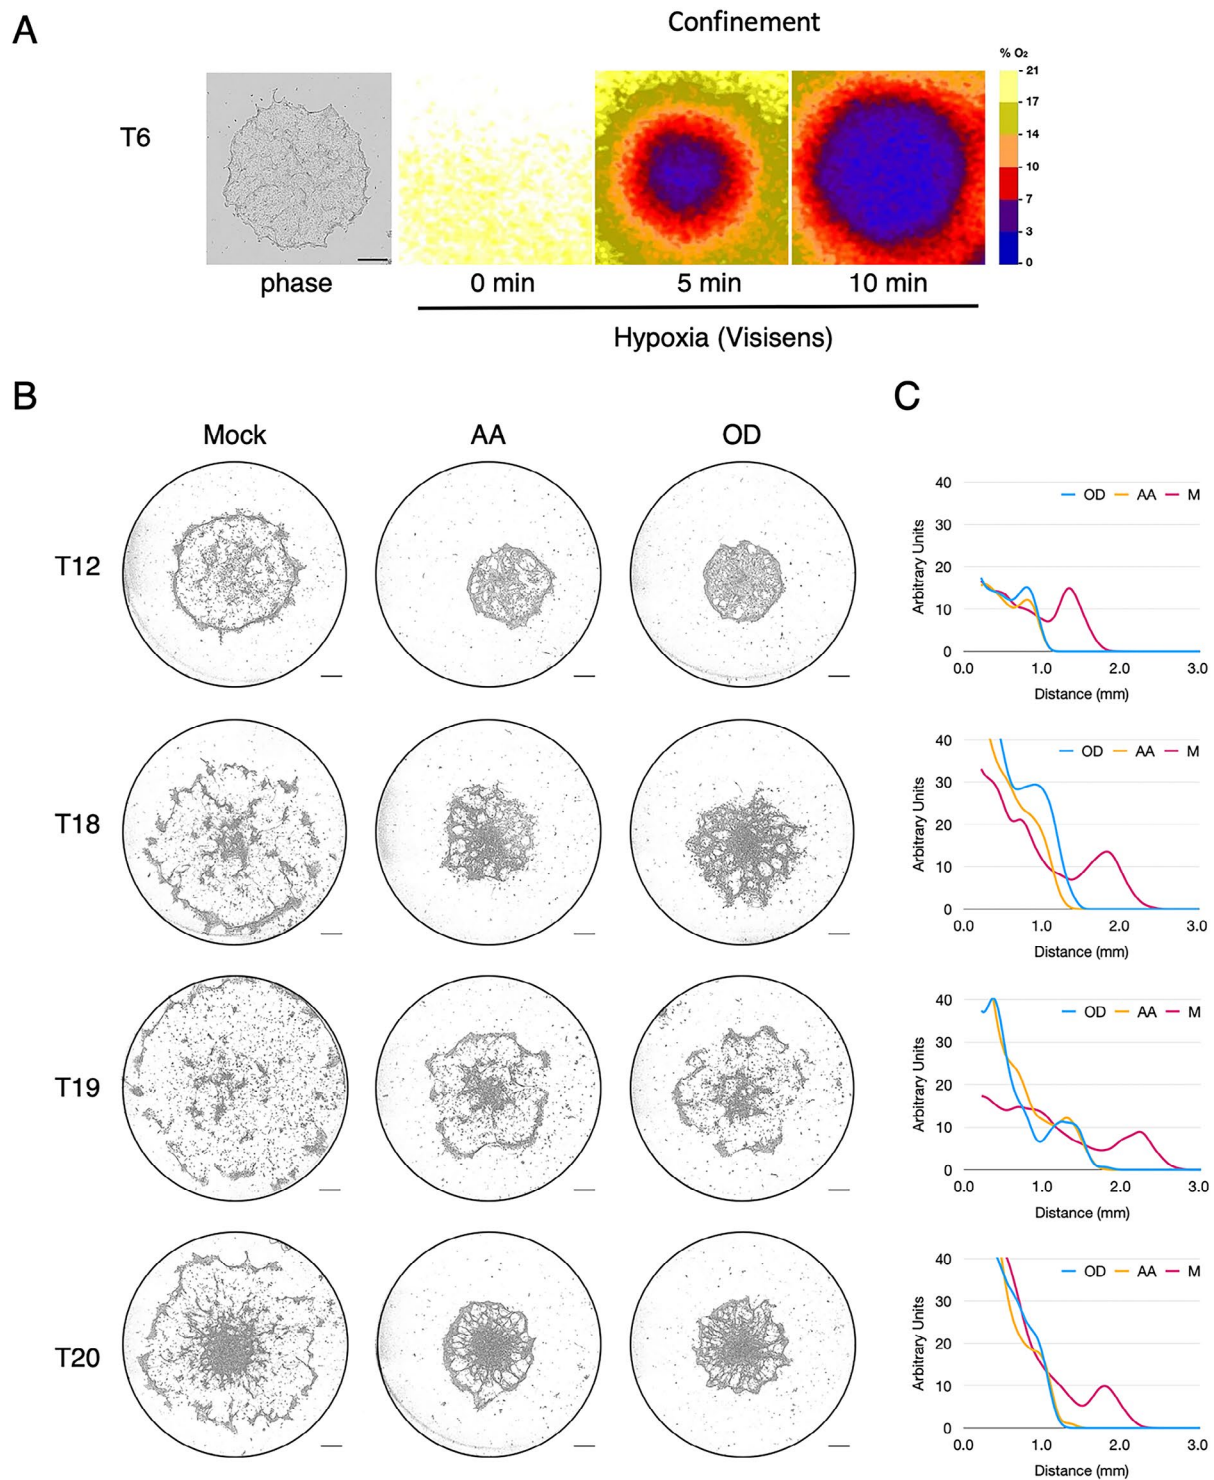 A
Confinement
% O₂
T6
21
17
14
10
7
3
0
phase
0 min
5 min
10 min
Hypoxia (Visisens)
B
C
Mock
AA
OD
T12
40
30
20
10
0
Arbitrary Units
OD AA M
0.0 1.0 2.0 3.0
Distance (mm)
T18
40
30
20
10
0
Arbitrary Units
OD AA M
0.0 1.0 2.0 3.0
Distance (mm)
T19
40
30
20
10
0
Arbitrary Units
OD AA M
0.0 1.0 2.0 3.0
Distance (mm)
T20
40
30
20
10
0
Arbitrary Units
OD AA M
0.0 1.0 2.0 3.0
Distance (mm)